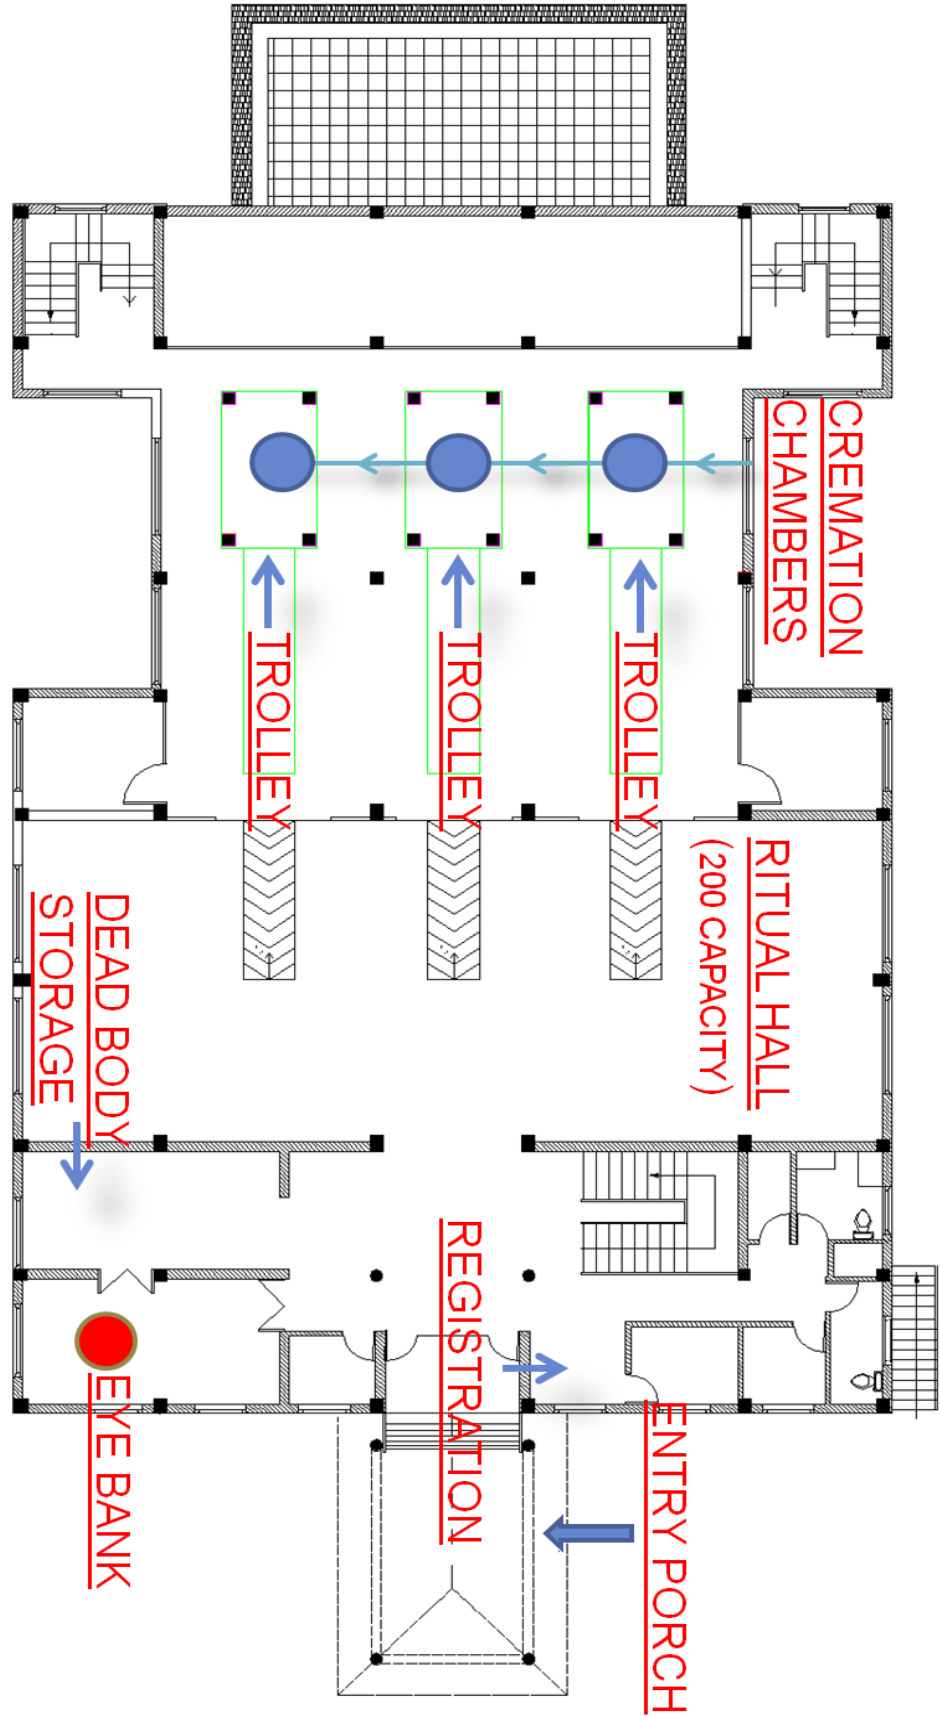 CREMATION
CHAMBERS
TROLLEY
TROLLEY
TROLLEY
RITUAL HALL
(200 CAPACITY)
DEAD BODY
STORAGE
REGISTRATION
EYE BANK
ENTRY PORCH